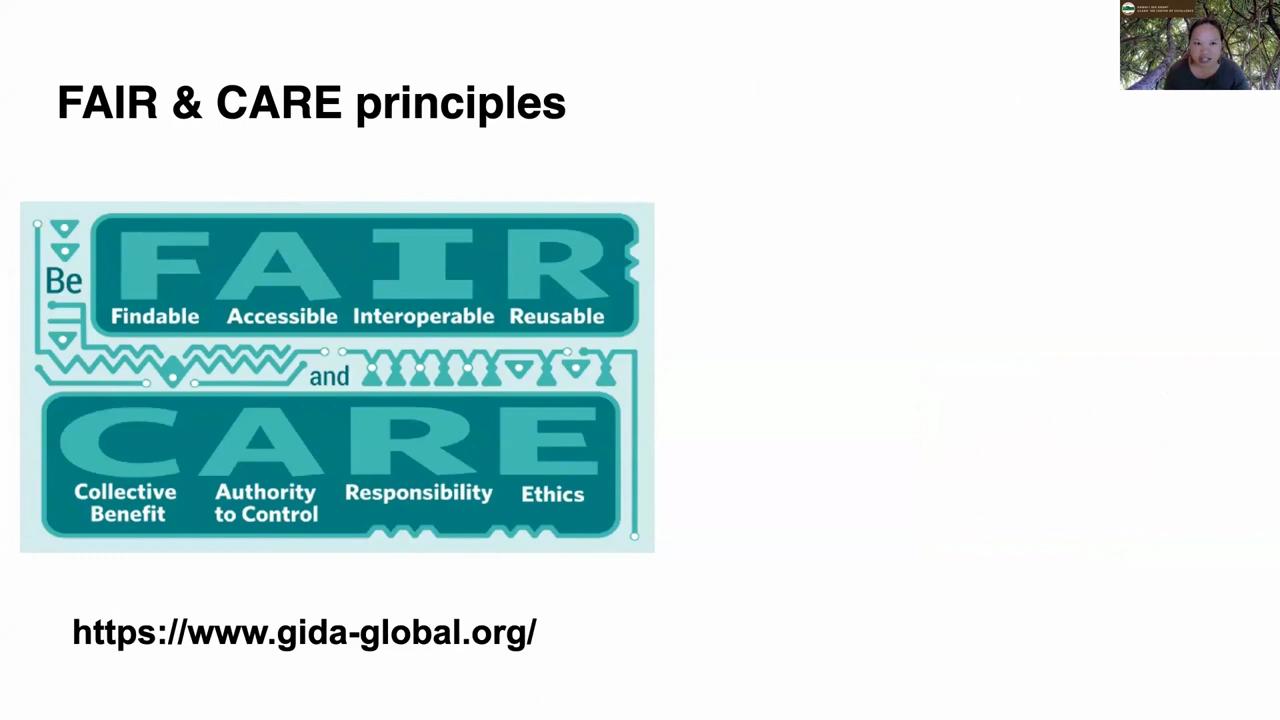 FAIR & CARE principles
Be
FAIR
Findable Accessible Interoperable Reusable
and
CARE
Collective Benefit
Authority to Control
Responsibility
Ethics
https://www.gida-global.org/